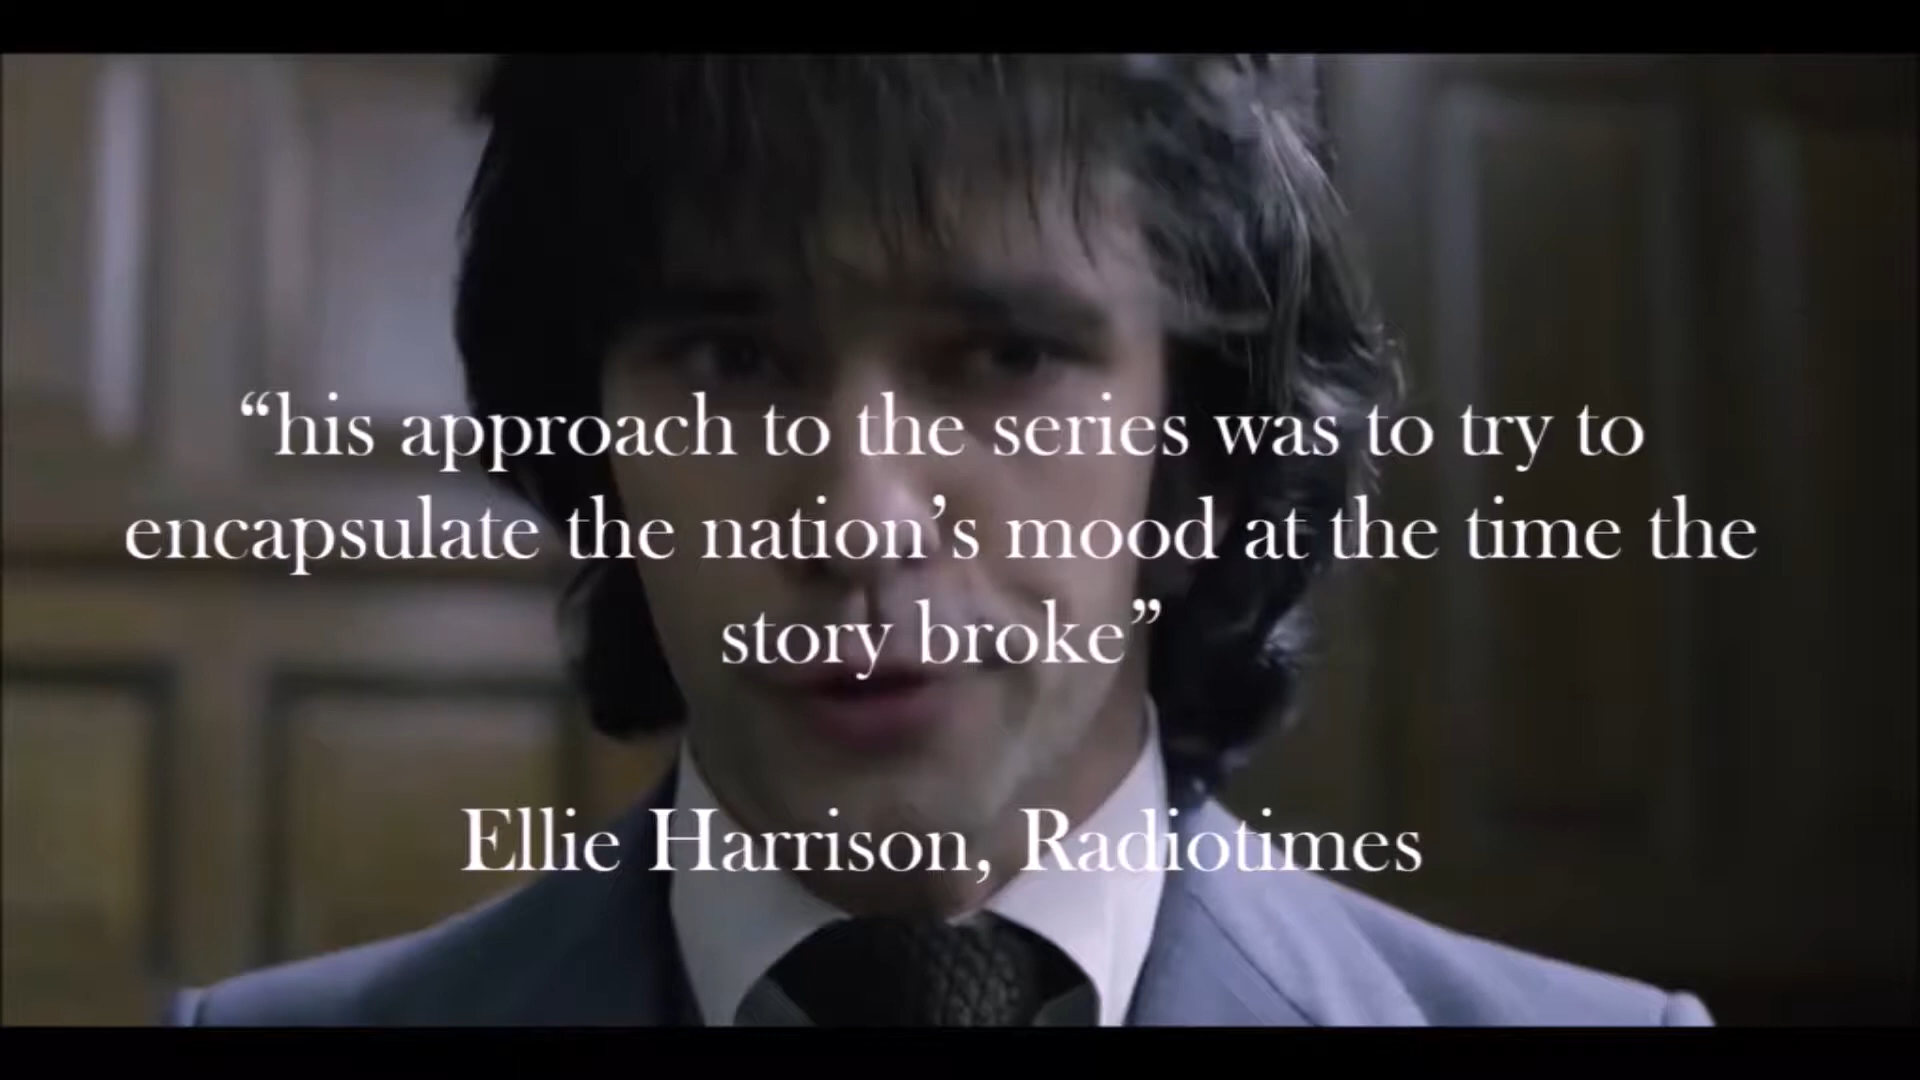 “his approach to the series was to try to
encapsulate the nation’s mood at the time the
story broke”
Ellie Harrison, Radiotimes